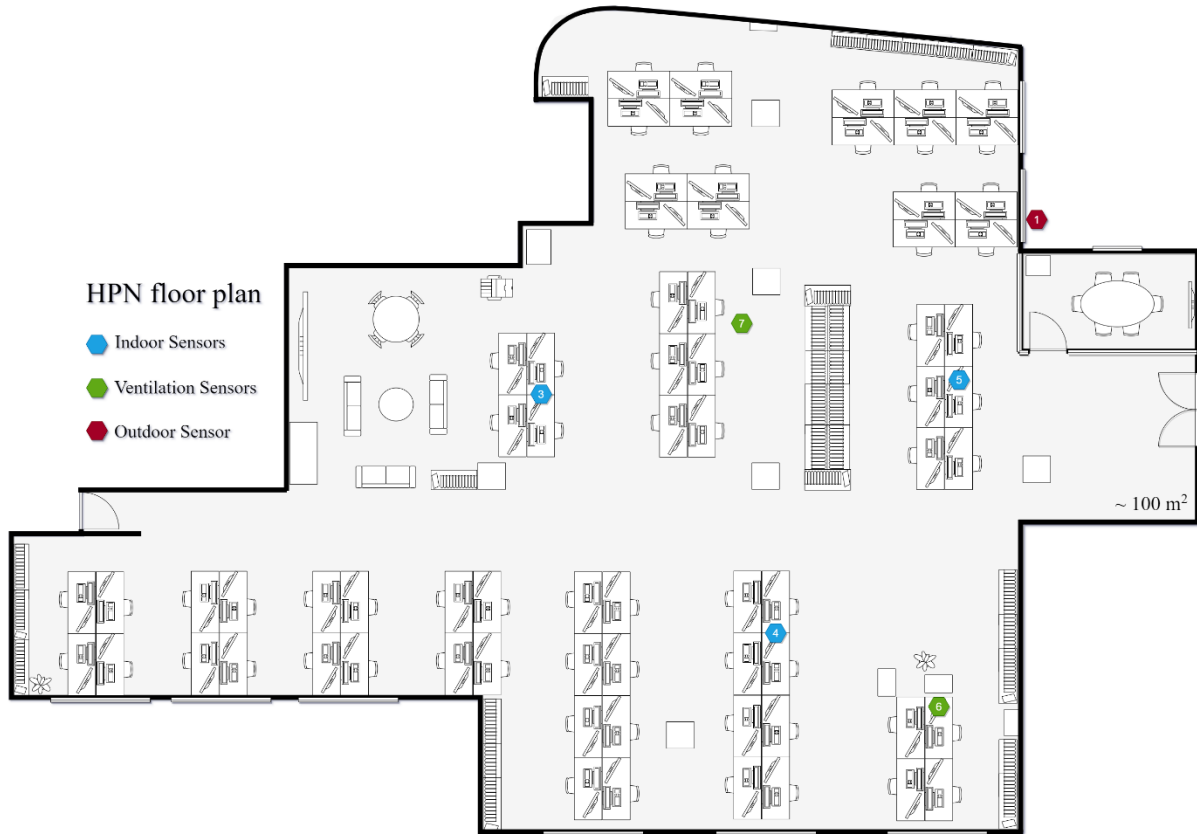 1
HPN floor plan
7
Indoor Sensors
5
Ventilation Sensors
3
Outdoor Sensor
~ 100 m²
4
6